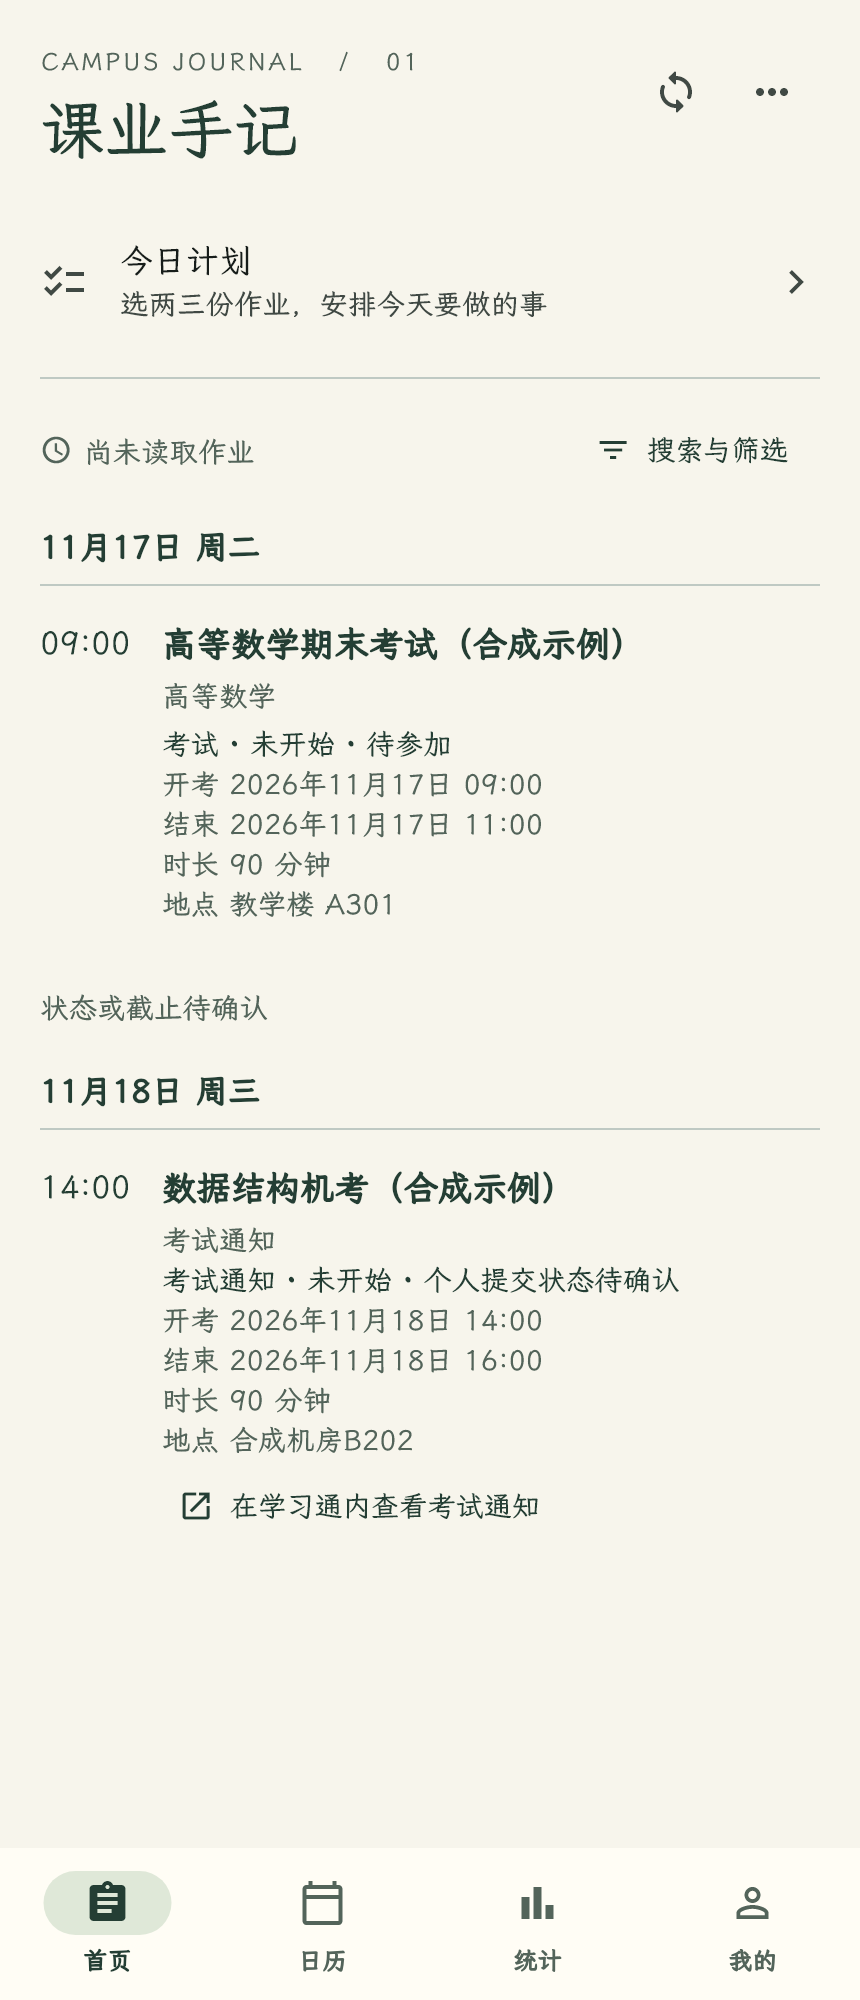 CAMPUS JOURNAL / 01
课业手记
今日计划
选两三份作业，安排今天要做的事
尚未读取作业
搜索与筛选
11月17日 周二
09:00 高等数学期末考试（合成示例）
高等数学
考试・未开始・待参加
开考 2026年11月17日 09:00
结束 2026年11月17日 11:00
时长 90 分钟
地点 教学楼 A301
状态或截止待确认
11月18日 周三
14:00 数据结构机考（合成示例）
考试通知
考试通知・未开始・个人提交状态待确认
开考 2026年11月18日 14:00
结束 2026年11月18日 16:00
时长 90 分钟
地点 合成机房B202
在学习通内查看考试通知
首页 日历 统计 我的